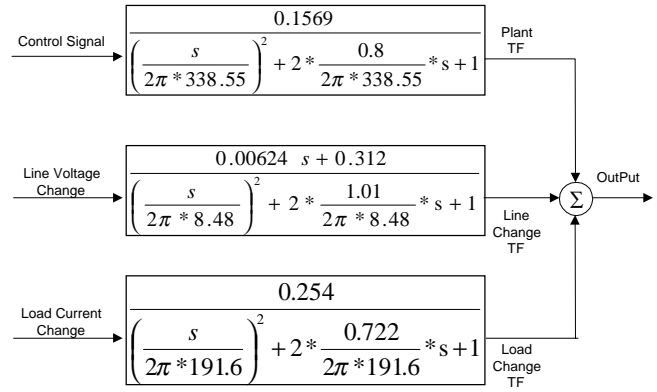 Control Signal
0.1569
(s / 2π*338.55)² + 2* 0.8 / 2π*338.55 *s+1
Plant
TF
Line Voltage
Change
0.00624 s + 0.312
(s / 2π*8.48)² + 2* 1.01 / 2π*8.48 *s+1
Line
Change
TF
Σ
OutPut
Load Current
Change
0.254
(s / 2π*191.6)² + 2* 0.722 / 2π*191.6 *s+1
Load
Change
TF